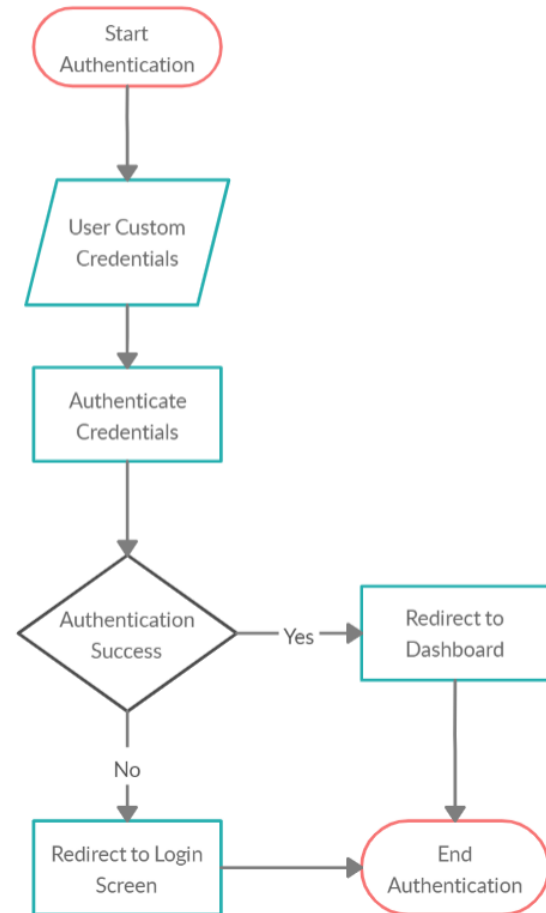 Start
Authentication
User Custom
Credentials
Authenticate
Credentials
Authentication
Success
Yes
Redirect to
Dashboard
No
Redirect to Login
Screen
End
Authentication